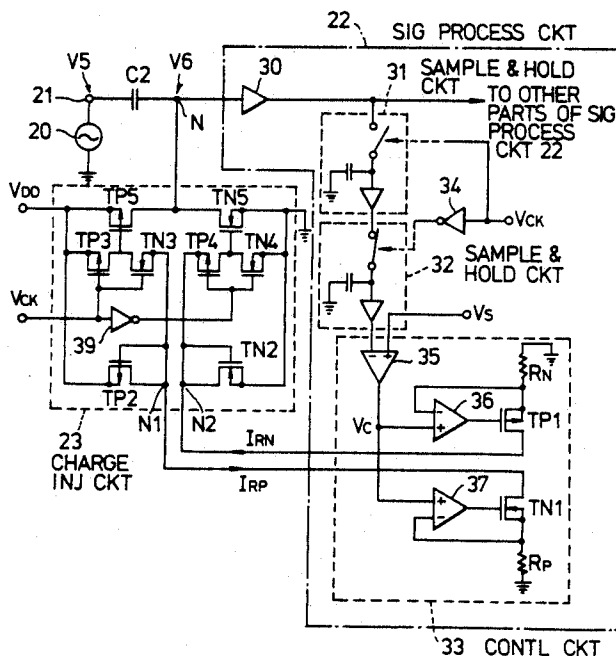 22
SIG PROCESS CKT
V5
C2
V6
30
31
SAMPLE & HOLD
CKT
TO OTHER
PARTS OF SIG
PROCESS
CKT 22
21
N
20
34
VDD
TP5
TN5
VCK
TP3
TN3
TP4
TN4
SAMPLE &
HOLD CKT
32
VCK
39
VS
TN2
35
TP2
N1
N2
RN
36
TP1
23
CHARGE
INJ CKT
IRN
VC
IRP
37
TN1
RP
33 CONTL CKT